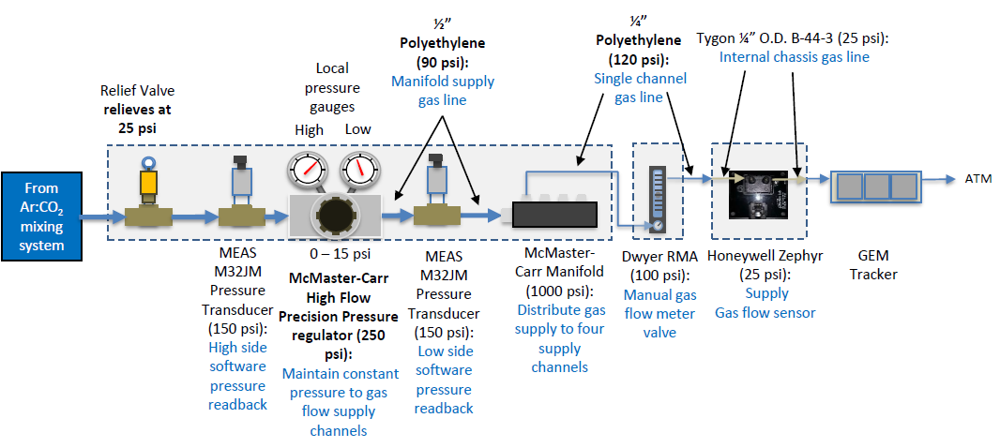 ½”
Polyethylene
(90 psi):
Manifold supply
gas line
¼”
Polyethylene
(120 psi):
Single channel
gas line
Tygon ¼” O.D. B-44-3 (25 psi):
Internal chassis gas line
Local
pressure
gauges
High
Low
Relief Valve
relieves at
25 psi
From
Ar:CO₂
mixing
system
ATM
MEAS
M32JM
Pressure
Transducer
(150 psi):
High side
software
pressure
readback
0 – 15 psi
McMaster-Carr
High Flow
Precision Pressure
regulator (250
psi):
Maintain constant
pressure to gas
flow supply
channels
MEAS
M32JM
Pressure
Transducer
(150 psi):
Low side
software
pressure
readback
McMaster-
Carr Manifold
(1000 psi):
Distribute gas
supply to four
supply
channels
Dwyer RMA
(100 psi):
Manual gas
flow meter
valve
Honeywell Zephyr
(25 psi):
Supply
Gas flow sensor
GEM
Tracker